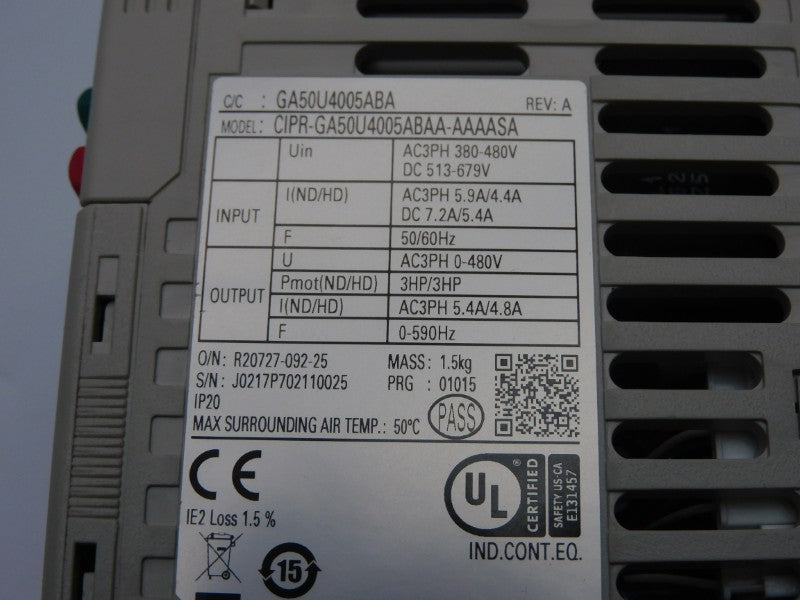 C/C : GA50U4005ABA REV: A
MODEL: CIPR-GA50U4005ABAA-AAAASA
Uin AC3PH 380-480V
DC 513-679V
INPUT I(ND/HD) AC3PH 5.9A/4.4A
DC 7.2A/5.4A
F 50/60Hz
U AC3PH 0-480V
OUTPUT Pmot(ND/HD) 3HP/3HP
I(ND/HD) AC3PH 5.4A/4.8A
F 0-590Hz
O/N: R20727-092-25 MASS: 1.5kg
S/N: J0217P702110025 PRG : 01015
IP20 PASS
MAX SURROUNDING AIR TEMP.: 50°C
CE
UL ® CERTIFIED SAFETY US-CA E131457
IE2 Loss 1.5 %
IND.CONT.EQ.
15